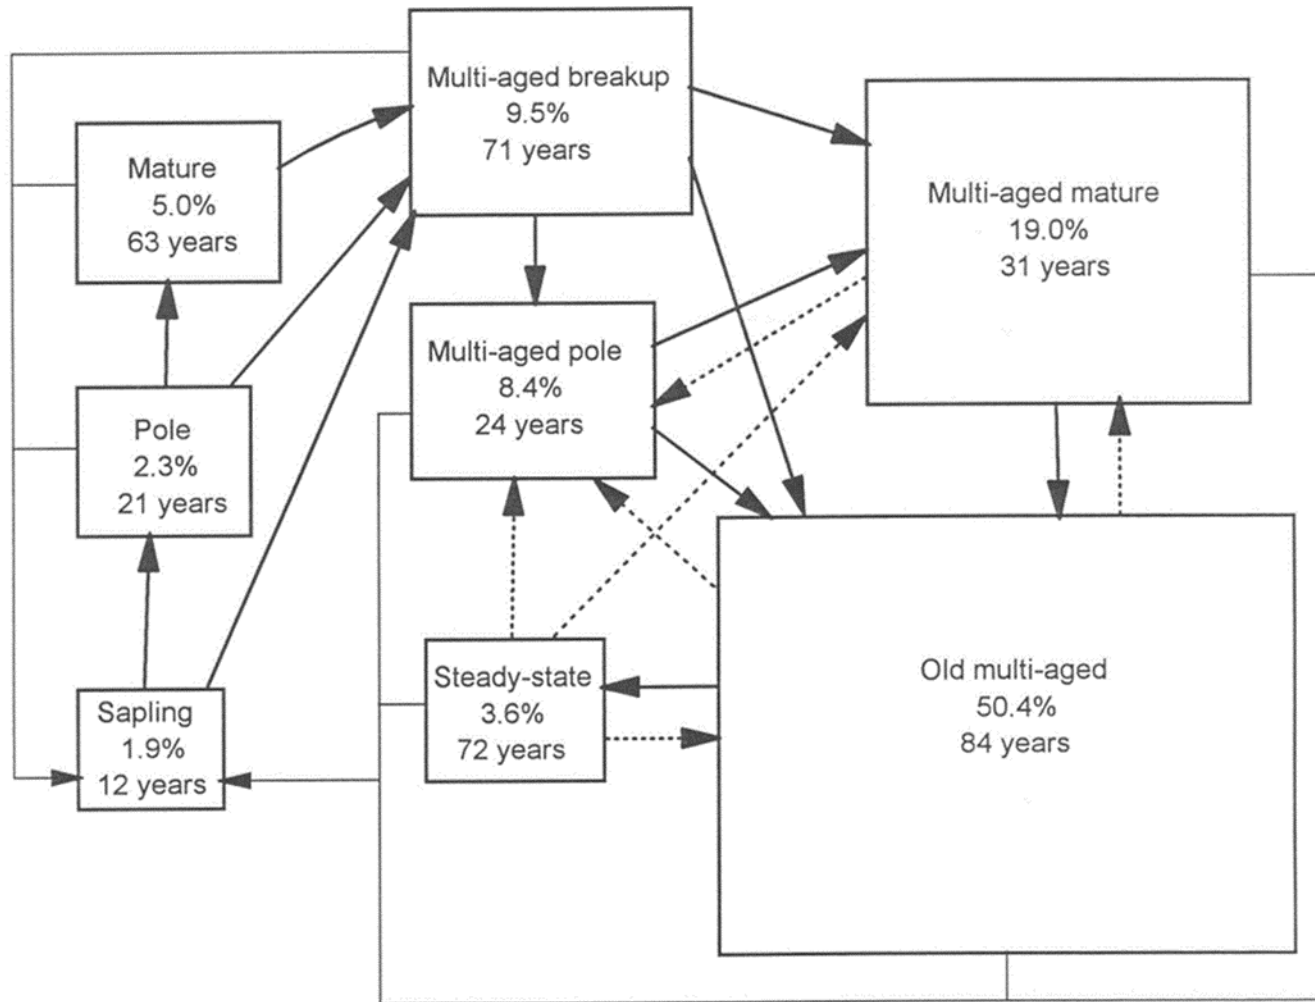 Multi-aged breakup
9.5%
71 years
Mature
5.0%
63 years
Multi-aged mature
19.0%
31 years
Multi-aged pole
8.4%
24 years
Pole
2.3%
21 years
Steady-state
3.6%
72 years
Old multi-aged
50.4%
84 years
Sapling
1.9%
12 years